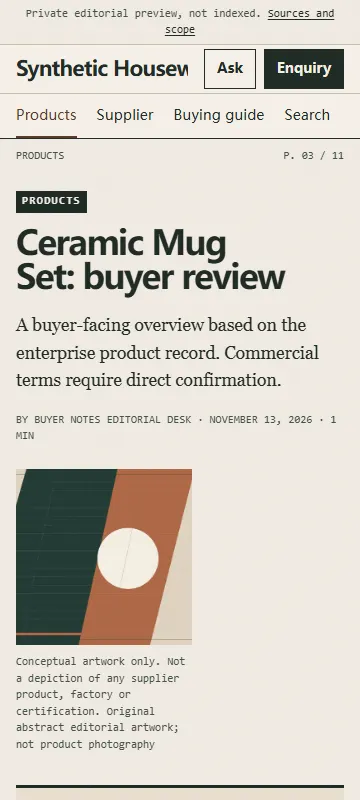 Private editorial preview, not indexed. Sources and
scope
Synthetic Housew
Ask
Enquiry
Products
Supplier
Buying guide
Search
PRODUCTS
P. 03 / 11
PRODUCTS
Ceramic Mug
Set: buyer review
A buyer-facing overview based on the
enterprise product record. Commercial
terms require direct confirmation.
BY BUYER NOTES EDITORIAL DESK · NOVEMBER 13, 2026 · 1
MIN
Conceptual artwork only. Not
a depiction of any supplier
product, factory or
certification. Original
abstract editorial artwork;
not product photography